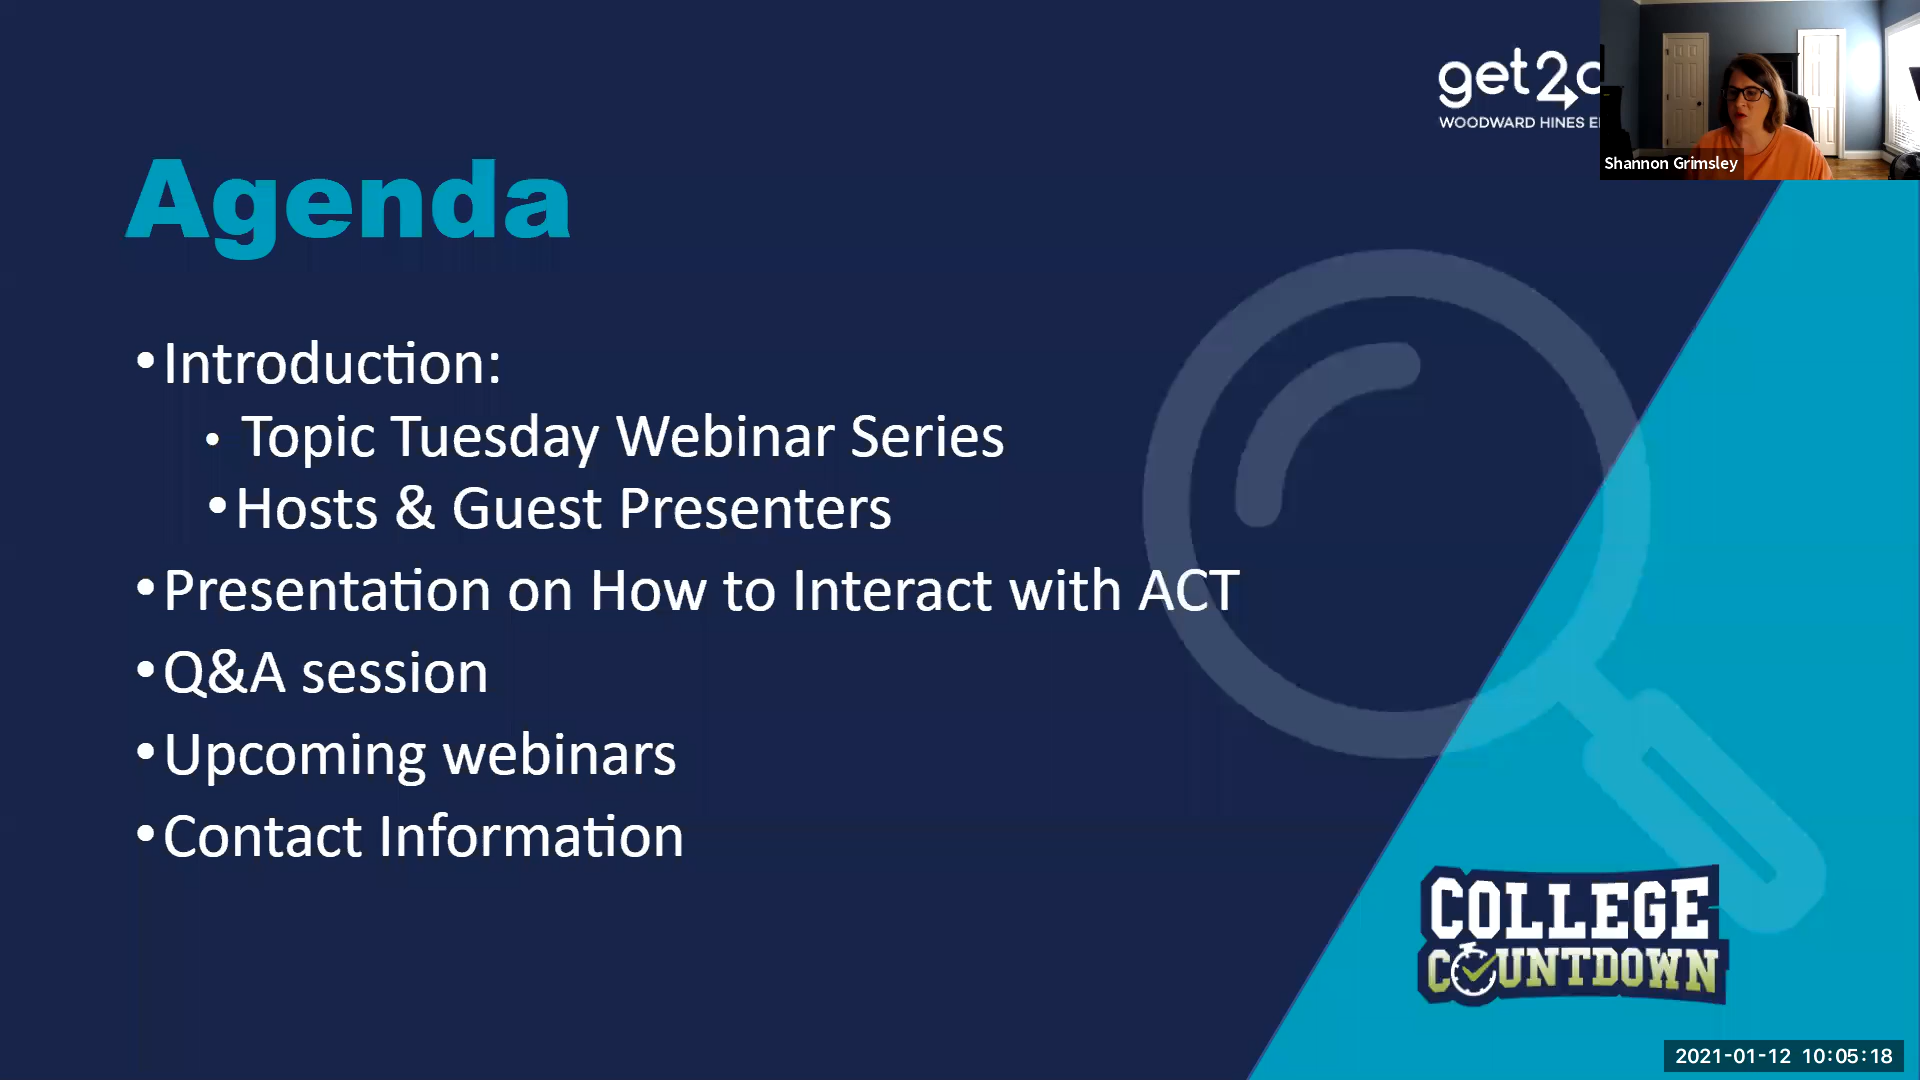 get2
WOODWARD HINES
Shannon Grimsley
Agenda
•Introduction:
• Topic Tuesday Webinar Series
•Hosts & Guest Presenters
•Presentation on How to Interact with ACT
•Q&A session
•Upcoming webinars
•Contact Information
COLLEGE
COUNTDOWN
2021-01-12 10:05:18